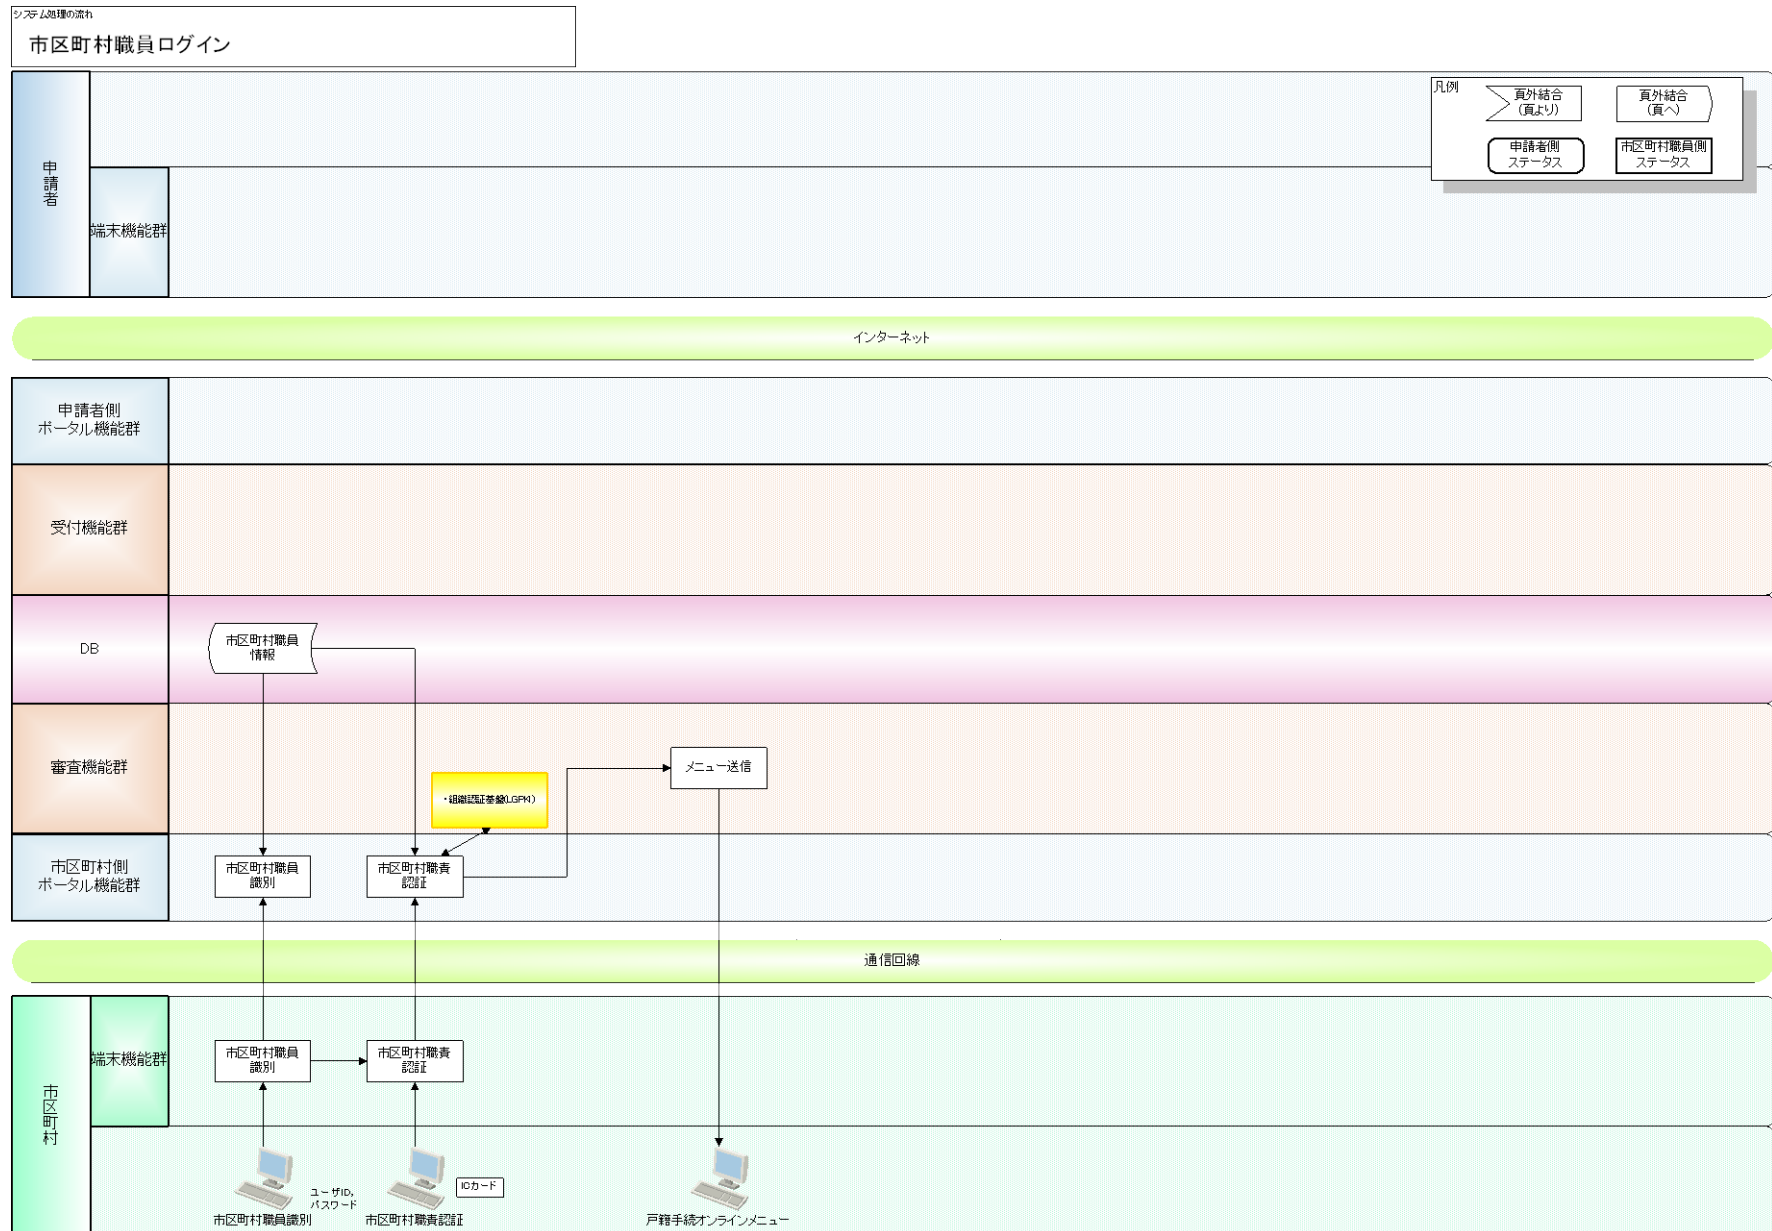 システム処理の流れ
市区町村職員ログイン
凡例
頁外結合
(頁より)
頁外結合
(頁へ)
申請者側
ステータス
市区町村職員側
ステータス
申請者
端末機能群
インターネット
申請者側
ポータル機能群
受付機能群
DB
市区町村職員
情報
審査機能群
メニュー送信
・組織認証基盤(LGPKI)
市区町村側
ポータル機能群
市区町村職員
識別
市区町村職責
認証
通信回線
市区町村
端末機能群
市区町村職員
識別
市区町村職責
認証
ユーザID,
パスワード
ICカード
市区町村職員識別
市区町村職責認証
戸籍手続オンラインメニュー